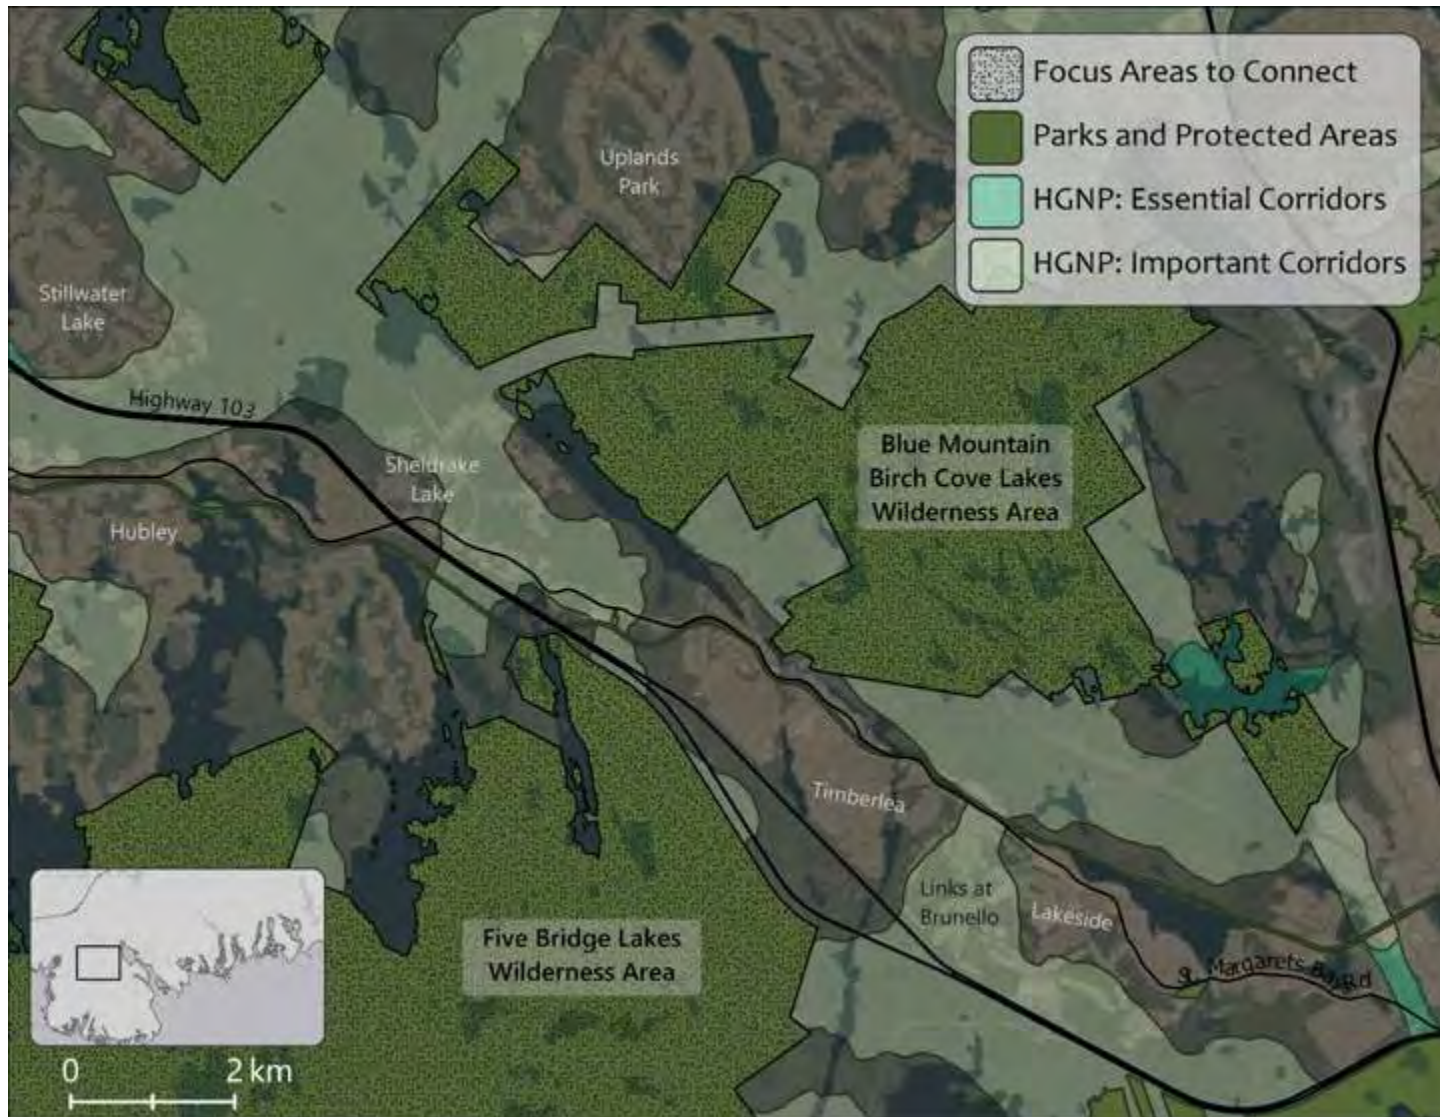 Focus Areas to Connect
Parks and Protected Areas
HGNP: Essential Corridors
HGNP: Important Corridors
Uplands
Park
Stillwater
Lake
Highway 103
Sheldrake
Lake
Hubley
Blue Mountain
Birch Cove Lakes
Wilderness Area
Timberlea
Links at
Brunello
Lakeside
St Margarets Bay Rd
Five Bridge Lakes
Wilderness Area
0
2 km